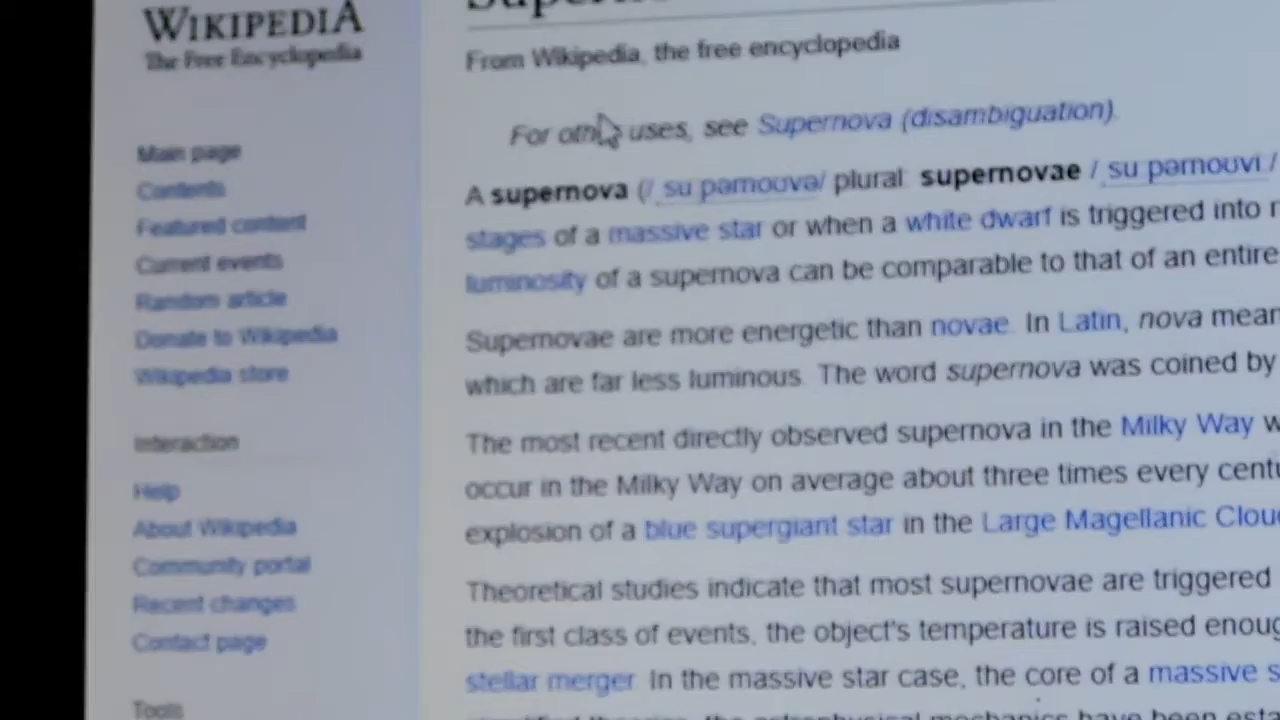 WIKIPEDIA
The Free Encyclopedia
Main page
Contents
Featured content
Current events
Random article
Donate to Wikipedia
Wikipedia store
Interaction
Help
About Wikipedia
Community portal
Recent changes
Contact page
Tools
From Wikipedia, the free encyclopedia
For other uses, see Supernova (disambiguation).
A supernova (/ plural: supernovae /
stages of a massive star or when a white dwarf is triggered into
luminosity of a supernova can be comparable to that of an entire
Supernovae are more energetic than novae. In Latin, nova
which are far less luminous. The word supernova was coined by
The most recent directly observed supernova in the Milky Way
occur in the Milky Way on average about three times every
explosion of a blue supergiant star in the Large Magellanic
Theoretical studies indicate that most supernovae are triggered
the first class of events, the object's temperature is raised
stellar merger. In the massive star case, the core of a massive